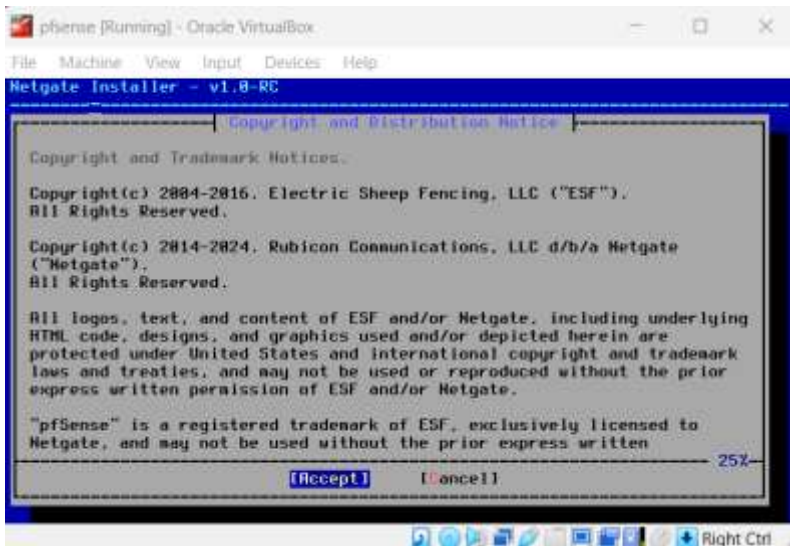 pfsense [Running] - Oracle VirtualBox
File Machine View Input Devices Help
Netgate Installer - v1.0-RC
Copyright and Distribution Notice
Copyright and Trademark Notices.
Copyright(c) 2004-2016. Electric Sheep Fencing, LLC ("ESF").
All Rights Reserved.
Copyright(c) 2014-2024. Rubicon Communications, LLC d/b/a Netgate
("Netgate").
All Rights Reserved.
All logos, text, and content of ESF and/or Netgate, including underlying
HTML code, designs, and graphics used and/or depicted herein are
protected under United States and international copyright and trademark
laws and treaties, and may not be used or reproduced without the prior
express written permission of ESF and/or Netgate.
"pfSense" is a registered trademark of ESF, exclusively licensed to
Netgate, and may not be used without the prior express written
25%
[Accept] [Cancel]
Right Ctrl